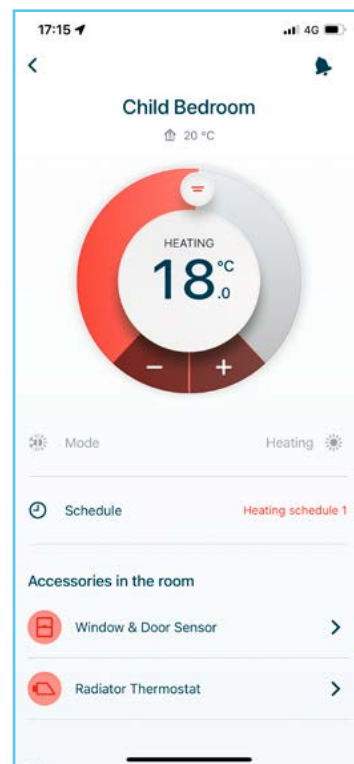 17:15 4G
Child Bedroom
20 °C
HEATING
18.0 °C
− +
Mode Heating
Schedule Heating schedule 1
Accessories in the room
Window & Door Sensor
Radiator Thermostat